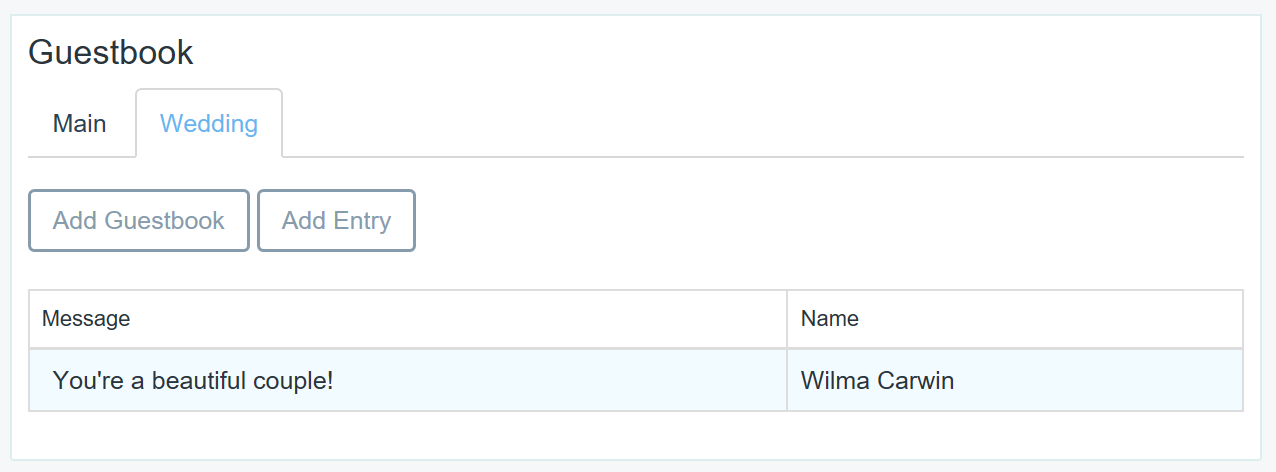 Guestbook
Main Wedding
Add Guestbook Add Entry
Message Name
You're a beautiful couple! Wilma Carwin